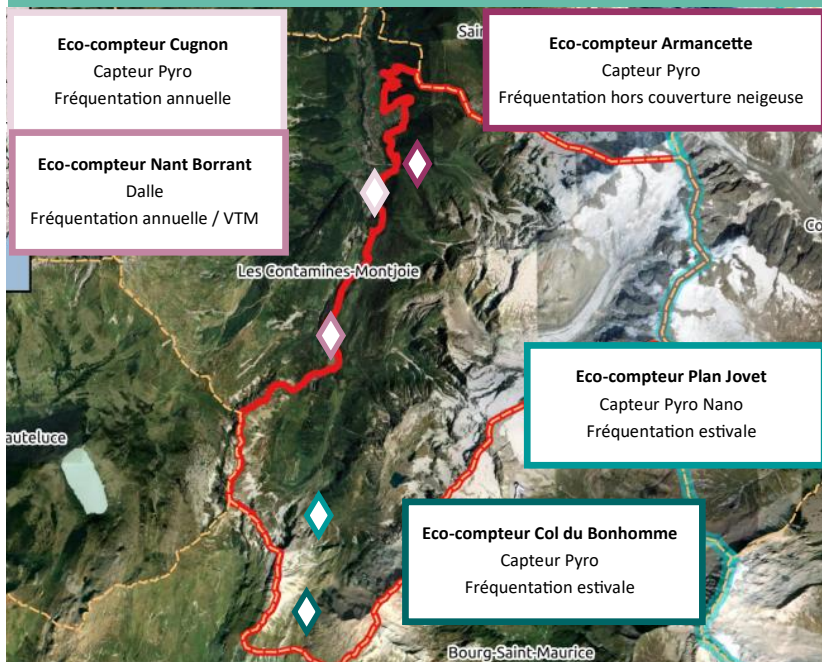 Eco-compteur Cugnon
Capteur Pyro
Fréquentation annuelle
Eco-compteur Nant Borrant
Dalle
Fréquentation annuelle / VTM
Sai
Eco-compteur Armancette
Capteur Pyro
Fréquentation hors couverture neigeuse
Co
Les Contamines-Montjoie
Eco-compteur Plan Jovet
Capteur Pyro Nano
Fréquentation estivale
auteluce
Eco-compteur Col du Bonhomme
Capteur Pyro
Fréquentation estivale
Bourg-Saint-Maurice